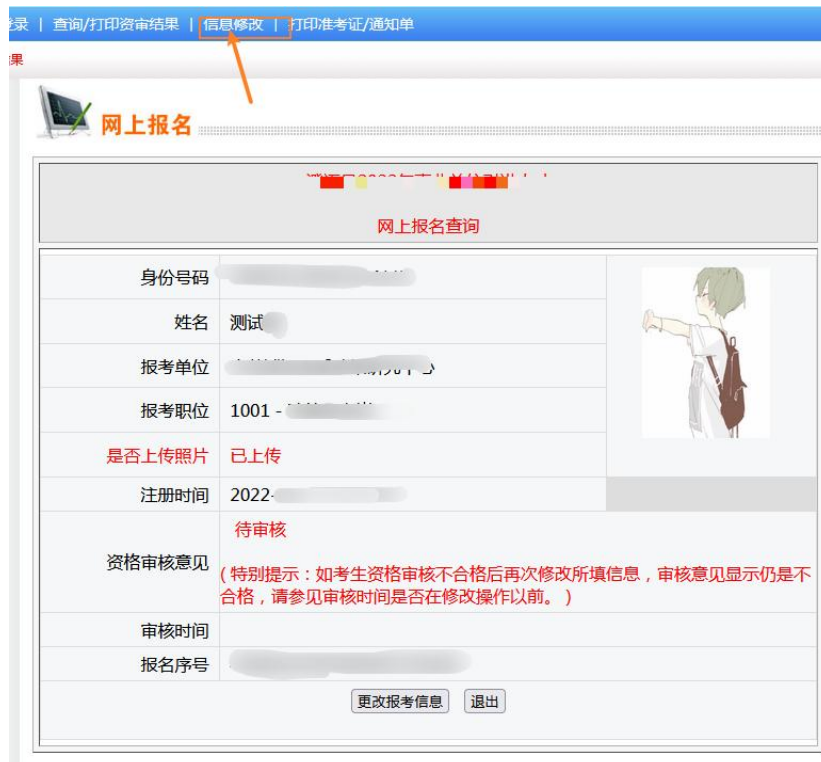 录 | 查询/打印资审结果 | 信息修改 | 打印准考证/通知单
果
网上报名
网上报名查询
身份号码
姓名 测试
报考单位
报考职位 1001 -
是否上传照片 已上传
注册时间 2022-
待审核
资格审核意见
(特别提示：如考生资格审核不合格后再次修改所填信息，审核意见显示仍是不
合格，请参见审核时间是否在修改操作以前。)
审核时间
报名序号
更改报考信息 退出